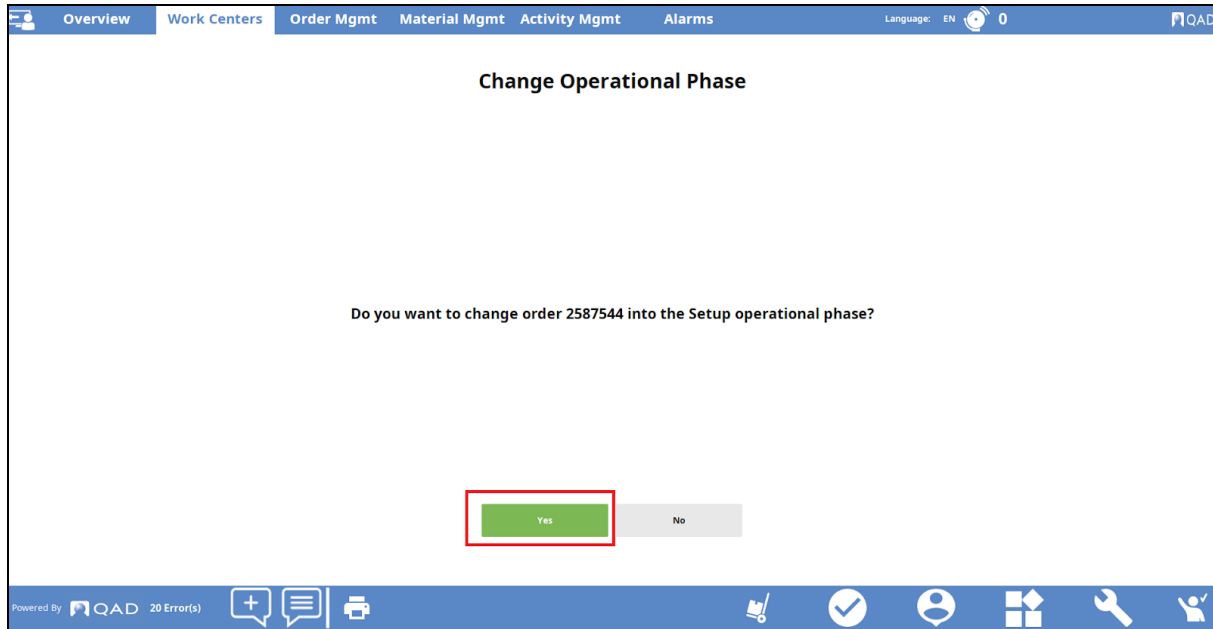 Overview Work Centers Order Mgmt Material Mgmt Activity Mgmt Alarms Language: EN 0 QAD
Change Operational Phase
Do you want to change order 2587544 into the Setup operational phase?
Yes No
Powered By QAD 20 Error(s)